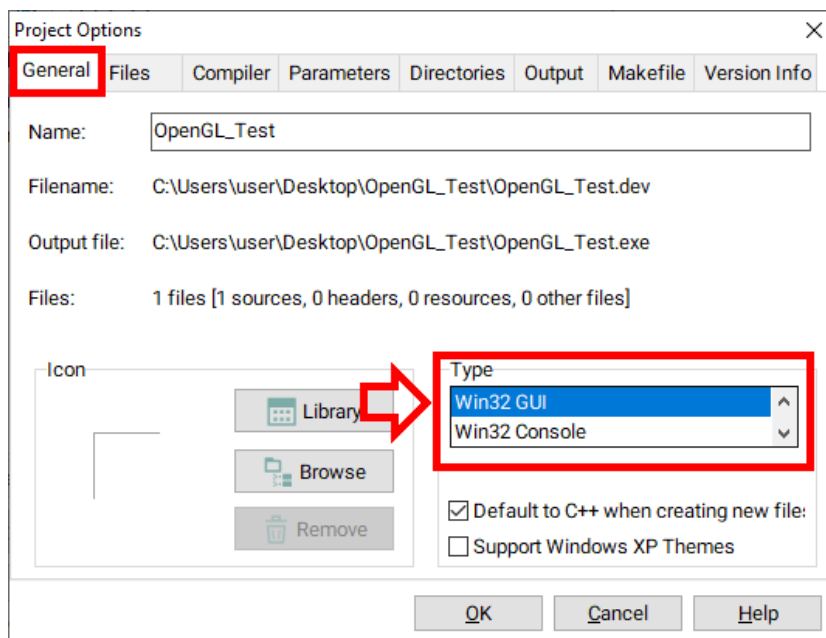 Project Options
General Files Compiler Parameters Directories Output Makefile Version Info
Name: OpenGL_Test
Filename: C:\Users\user\Desktop\OpenGL_Test\OpenGL_Test.dev
Output file: C:\Users\user\Desktop\OpenGL_Test\OpenGL_Test.exe
Files: 1 files [1 sources, 0 headers, 0 resources, 0 other files]
Icon
Library
Browse
Remove
Type
Win32 GUI
Win32 Console
Default to C++ when creating new files
Support Windows XP Themes
OK Cancel Help